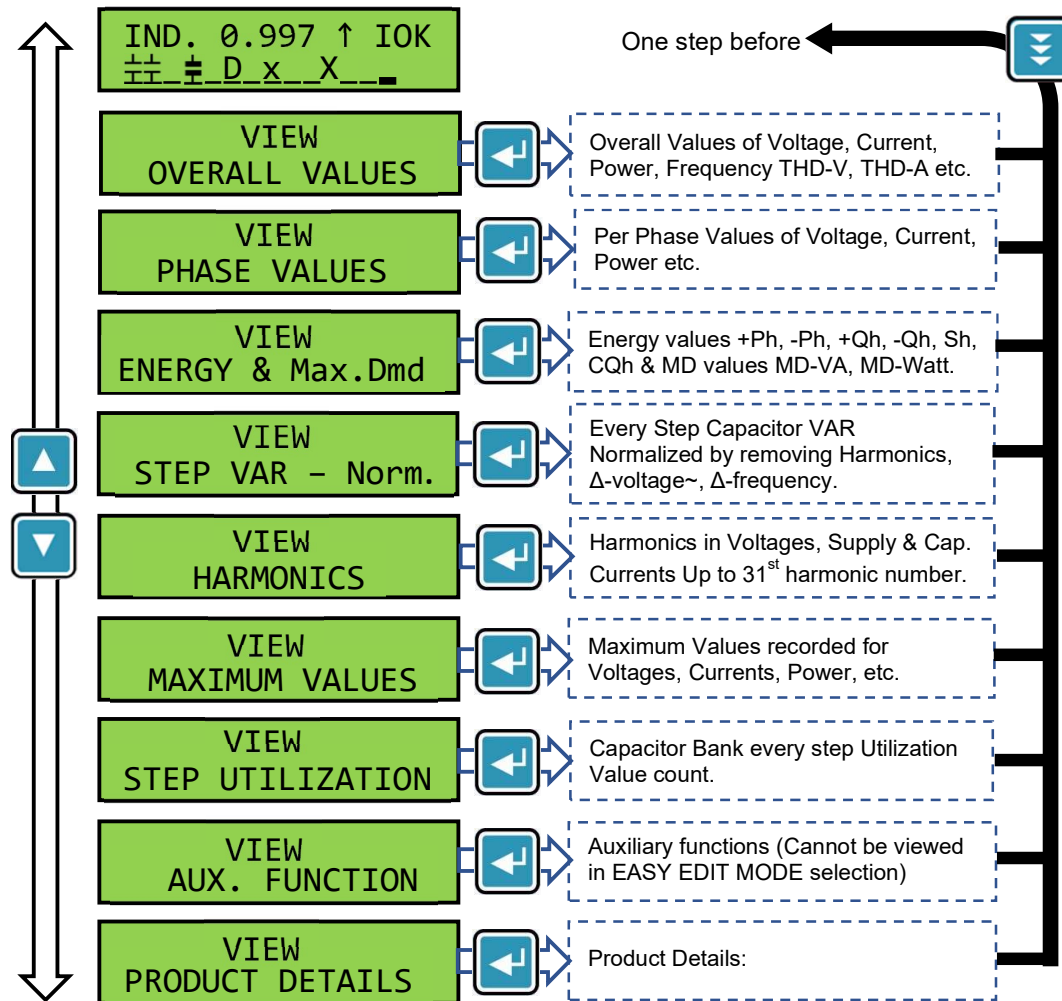 IND. 0.997 ↑ IOK
D_x__X__
One step before
VIEW
OVERALL VALUES
Overall Values of Voltage, Current,
Power, Frequency THD-V, THD-A etc.
VIEW
PHASE VALUES
Per Phase Values of Voltage, Current,
Power etc.
VIEW
ENERGY & Max.Dmd
Energy values +Ph, -Ph, +Qh, -Qh, Sh,
CQh & MD values MD-VA, MD-Watt.
VIEW
STEP VAR – Norm.
Every Step Capacitor VAR
Normalized by removing Harmonics,
Δ-voltage~, Δ-frequency.
VIEW
HARMONICS
Harmonics in Voltages, Supply & Cap.
Currents Up to 31st harmonic number.
VIEW
MAXIMUM VALUES
Maximum Values recorded for
Voltages, Currents, Power, etc.
VIEW
STEP UTILIZATION
Capacitor Bank every step Utilization
Value count.
VIEW
AUX. FUNCTION
Auxiliary functions (Cannot be viewed
in EASY EDIT MODE selection)
VIEW
PRODUCT DETAILS
Product Details: